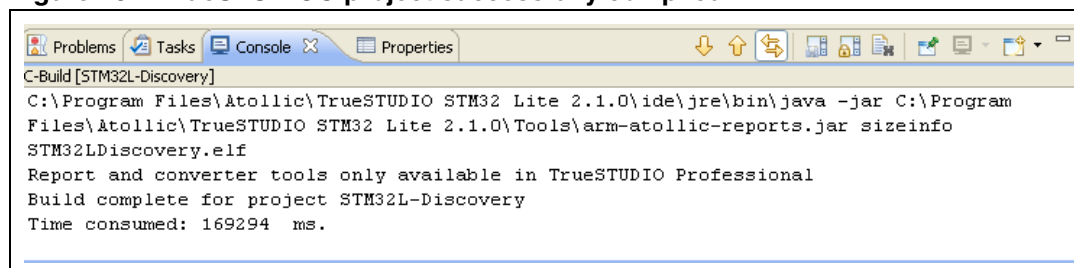 Problems Tasks Console Properties
C-Build [STM32L-Discovery]
C:\Program Files\Atollic\TrueSTUDIO STM32 Lite 2.1.0\ide\jre\bin\java -jar C:\Program
Files\Atollic\TrueSTUDIO STM32 Lite 2.1.0\Tools\arm-atollic-reports.jar sizeinfo
STM32LDiscovery.elf
Report and converter tools only available in TrueSTUDIO Professional
Build complete for project STM32L-Discovery
Time consumed: 169294  ms.